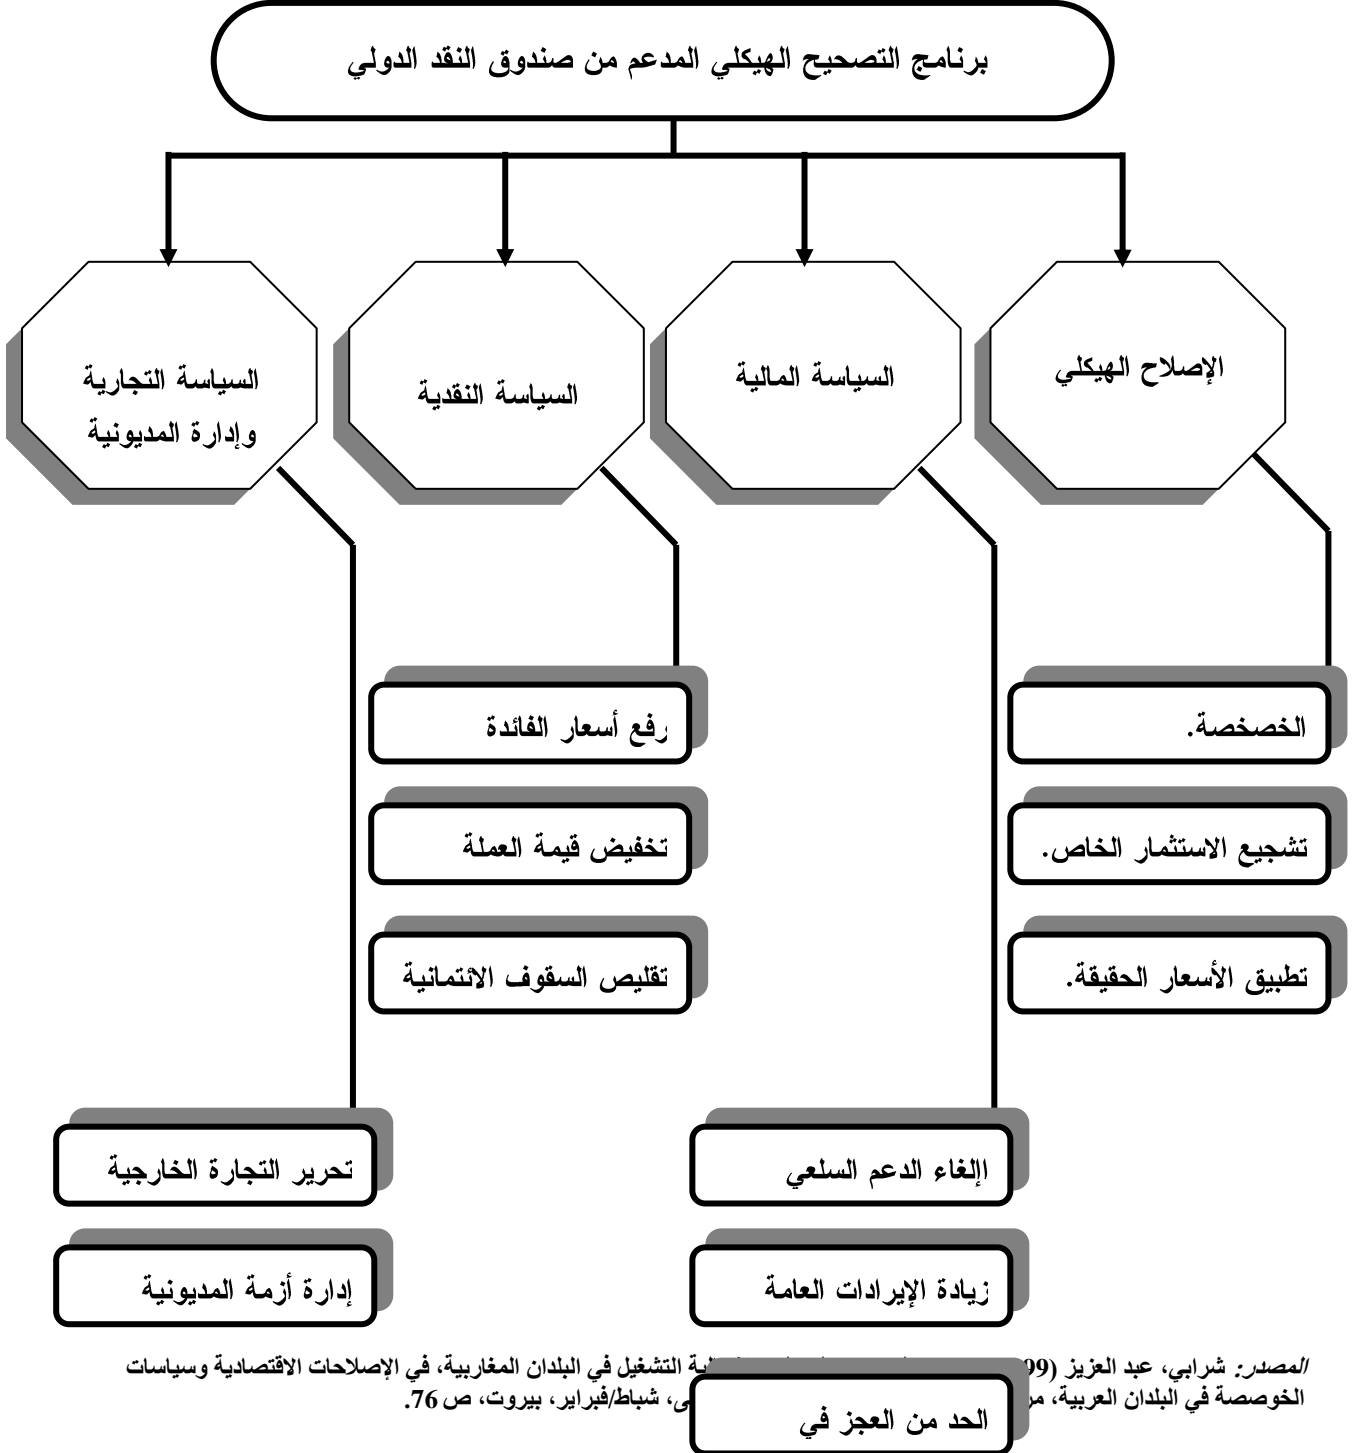 برنامج التصحيح الهيكلي المدعم من صندوق النقد الدولي
الإصلاح الهيكلي
السياسة المالية
السياسة النقدية
السياسة التجارية
وإدارة المديونية
الخصخصة.
تشجيع الاستثمار الخاص.
تطبيق الأسعار الحقيقة.
رفع أسعار الفائدة
تخفيض قيمة العملة
تقليص السقوف الائتمانية
اإلغاء الدعم السلعي
زيادة الإيرادات العامة
الحد من العجز في
تحرير التجارة الخارجية
إدارة أزمة المديونية
المصدر: شرابي، عبد العزيز التشغيل في البلدان المغاربية، في الإصلاحات الاقتصادية وسياسات
الخوصصة في البلدان العربية، شباط/فبراير، بيروت، ص 76.